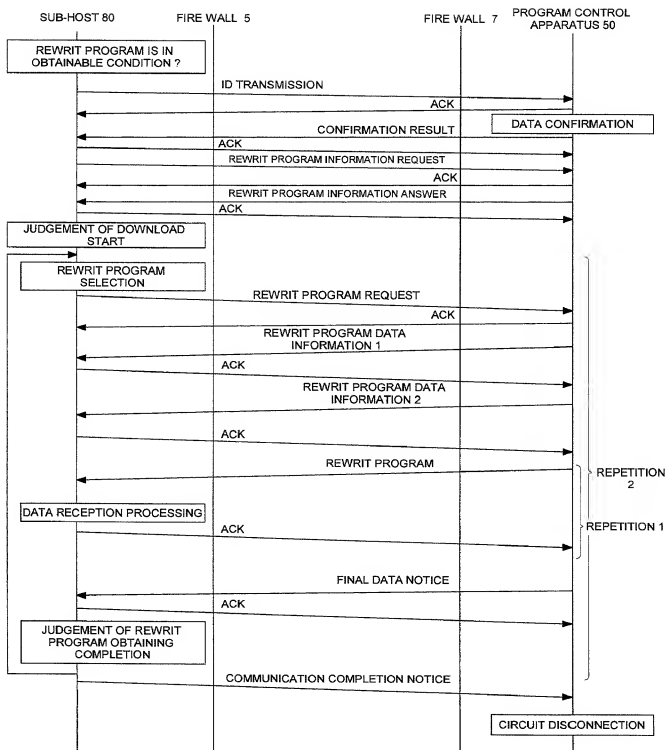 SUB-HOST 80
FIRE WALL 5
FIRE WALL 7
PROGRAM CONTROL
APPARATUS 50
REWRIT PROGRAM IS IN
OBTAINABLE CONDITION ?
ID TRANSMISSION
ACK
DATA CONFIRMATION
CONFIRMATION RESULT
ACK
REWRIT PROGRAM INFORMATION REQUEST
ACK
REWRIT PROGRAM INFORMATION ANSWER
ACK
JUDGEMENT OF DOWNLOAD
START
REWRIT PROGRAM
SELECTION
REWRIT PROGRAM REQUEST
ACK
REWRIT PROGRAM DATA
INFORMATION 1
ACK
REWRIT PROGRAM DATA
INFORMATION 2
ACK
REWRIT PROGRAM
REPETITION
2
DATA RECEPTION PROCESSING
ACK
REPETITION 1
FINAL DATA NOTICE
ACK
JUDGEMENT OF REWRIT
PROGRAM OBTAINING
COMPLETION
COMMUNICATION COMPLETION NOTICE
CIRCUIT DISCONNECTION